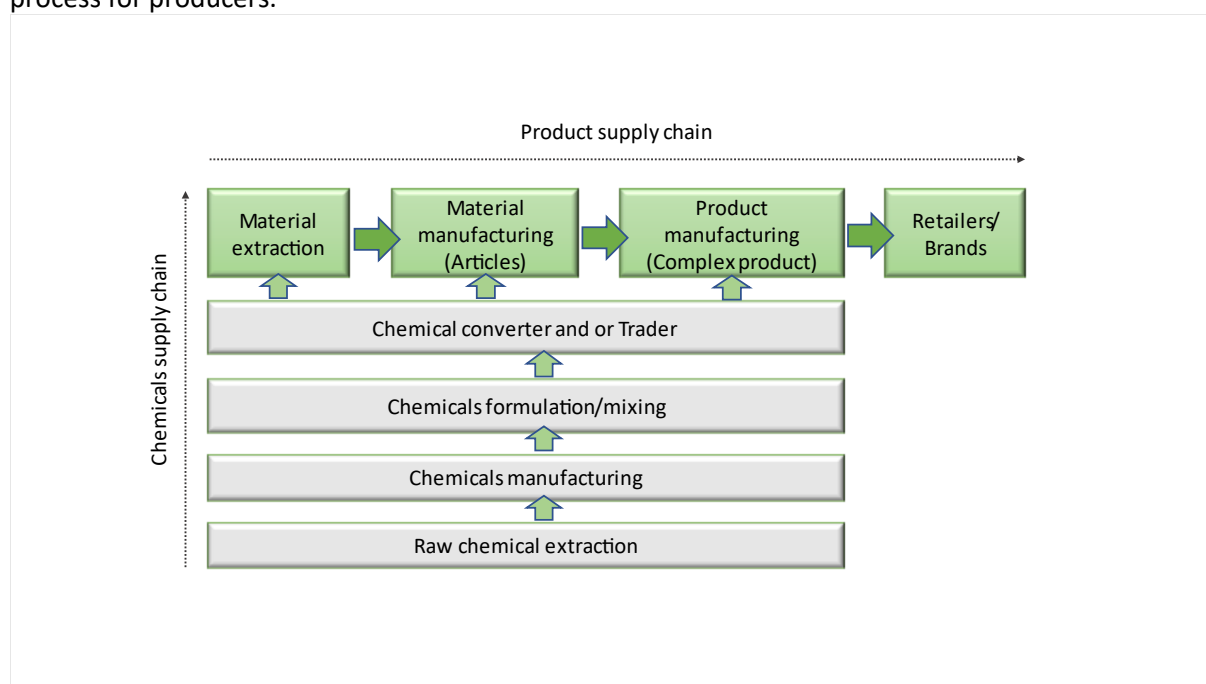 process for producers.
Product supply chain
Chemicals supply chain
Material
extraction
Material
manufacturing
(Articles)
Product
manufacturing
(Complex product)
Retailers/
Brands
Chemical converter and or Trader
Chemicals formulation/mixing
Chemicals manufacturing
Raw chemical extraction